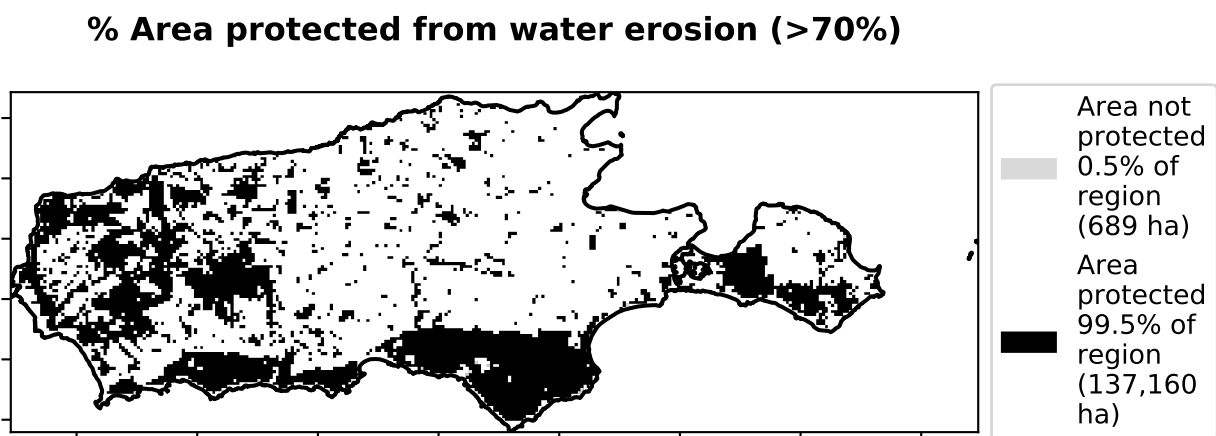 % Area protected from water erosion (>70%)
Area not
protected
0.5% of
region
(689 ha)
Area
protected
99.5% of
region
(137,160
ha)